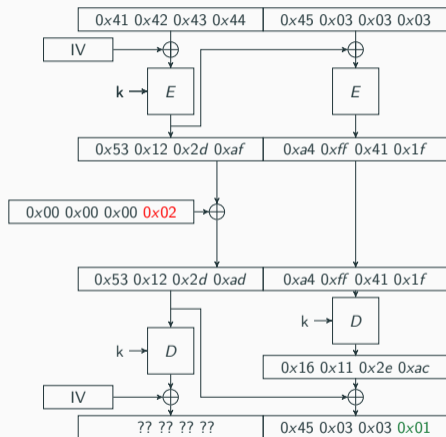 0x41 0x42 0x43 0x44 0x45 0x03 0x03 0x03
IV
k E E
0x53 0x12 0x2d 0xaf 0xa4 0xff 0x41 0x1f
0x00 0x00 0x00 0x02
0x53 0x12 0x2d 0xad 0xa4 0xff 0x41 0x1f
k D
k D
0x16 0x11 0x2e 0xac
IV
?? ?? ?? ?? 0x45 0x03 0x03 0x01